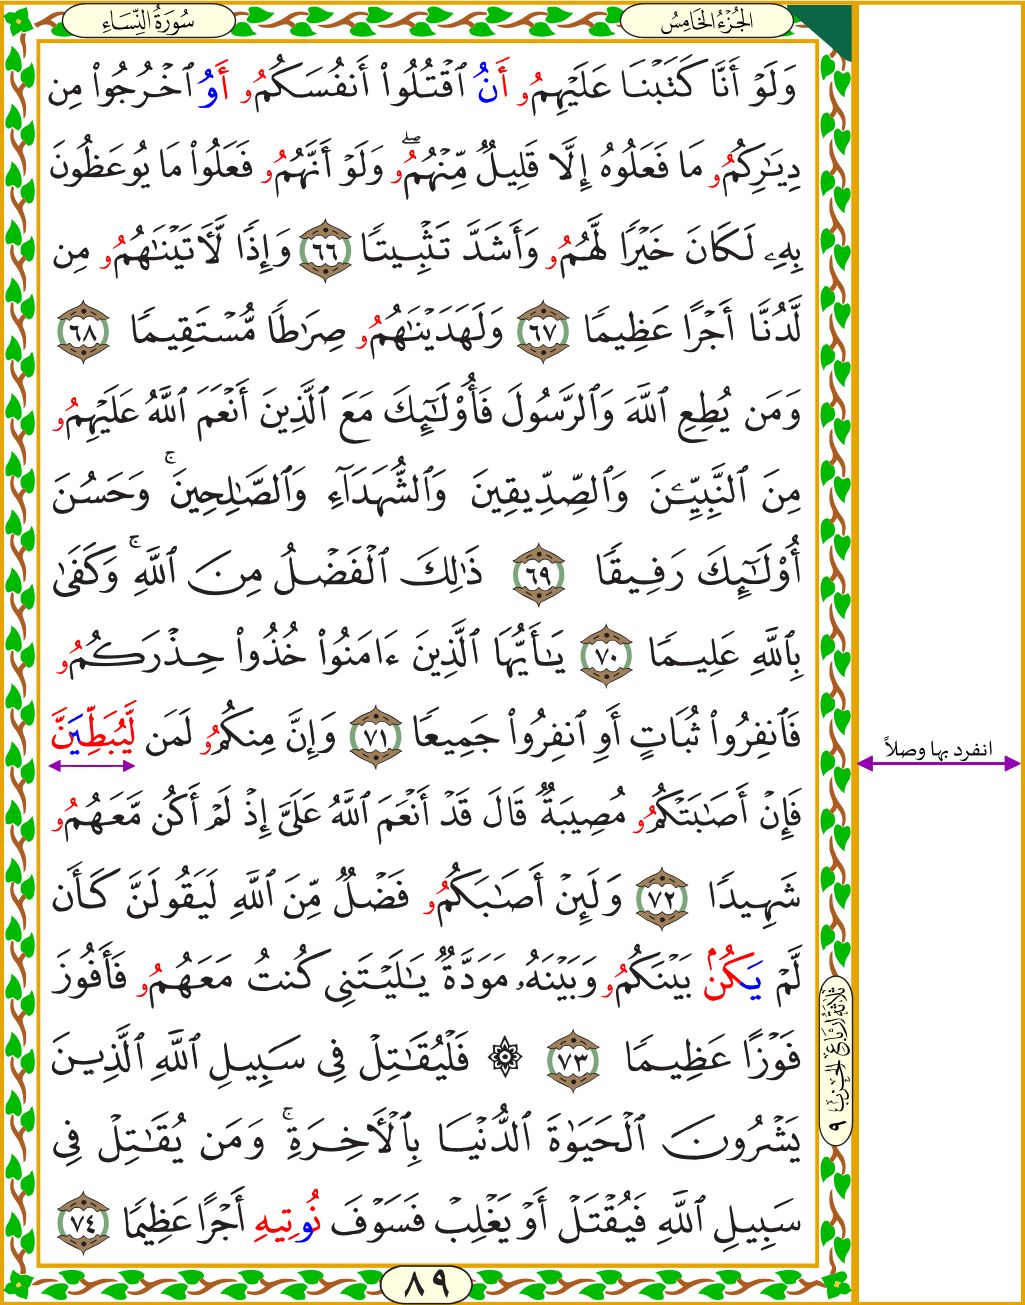 سُورَةُ النِّسَاءِ
الجُزْءُ الخَامِسُ
وَلَوۡ أَنَّا كَتَبۡنَا عَلَيۡهِمُو أَنُ ٱقۡتُلُواْ أَنفُسَكُمُو أَوُ ٱخۡرُجُواْ مِن
دِيَٰرِكُمُو مَا فَعَلُوهُ إِلَّا قَلِيلٞ مِّنۡهُمُوۖ وَلَوۡ أَنَّهُمُو فَعَلُواْ مَا يُوعَظُونَ
بِهِۦ لَكَانَ خَيۡرٗا لَّهُمُو وَأَشَدَّ تَثۡبِيتٗا ٦٦ وَإِذٗا لَّأٓتَيۡنَٰهُمُو مِن
لَّدُنَّا أَجۡرًا عَظِيمٗا ٦٧ وَلَهَدَيۡنَٰهُمُو صِرَٰطٗا مُّسۡتَقِيمٗا ٦٨
وَمَن يُطِعِ ٱللَّهَ وَٱلرَّسُولَ فَأُوْلَٰٓئِكَ مَعَ ٱلَّذِينَ أَنۡعَمَ ٱللَّهُ عَلَيۡهِمُو
مِنَ ٱلنَّبِيِّـۧنَ وَٱلصِّدِّيقِينَ وَٱلشُّهَدَآءِ وَٱلصَّٰلِحِينَۚ وَحَسُنَ
أُوْلَٰٓئِكَ رَفِيقٗا ٦٩ ذَٰلِكَ ٱلۡفَضۡلُ مِنَ ٱللَّهِۚ وَكَفَىٰ
بِٱللَّهِ عَلِيمٗا ٧٠ يَٰٓأَيُّهَا ٱلَّذِينَ ءَامَنُواْ خُذُواْ حِذۡرَكُمُو
فَٱنفِرُواْ ثُبَاتٍ أَوِ ٱنفِرُواْ جَمِيعٗا ٧١ وَإِنَّ مِنكُمُو لَمَن لَّيُبَطِّيَنَّ
انفرد بها وصلاً
فَإِنۡ أَصَٰبَتۡكُمُو مُصِيبَةٞ قَالَ قَدۡ أَنۡعَمَ ٱللَّهُ عَلَيَّ إِذۡ لَمۡ أَكُن مَّعَهُمُو
شَهِيدٗا ٧٢ وَلَئِنۡ أَصَٰبَكُمُو فَضۡلٞ مِّنَ ٱللَّهِ لَيَقُولَنَّ كَأَن
لَّمۡ يَكُنۢ بَيۡنَكُمُو وَبَيۡنَهُۥ مَوَدَّةٞ يَٰلَيۡتَنِي كُنتُ مَعَهُمُو فَأَفُوزَ
فَوۡزًا عَظِيمٗا ٧٣ ۞ فَلۡيُقَٰتِلۡ فِي سَبِيلِ ٱللَّهِ ٱلَّذِينَ
يَشۡرُونَ ٱلۡحَيَوٰةَ ٱلدُّنۡيَا بِٱلۡأٓخِرَةِۚ وَمَن يُقَٰتِلۡ فِي
سَبِيلِ ٱللَّهِ فَيُقۡتَلۡ أَوۡ يَغۡلِبۡ فَسَوۡفَ نُوتِيهِ أَجۡرًا عَظِيمٗا ٧٤
ثَلَاثَةُ أَرْبَاعِ الحِزْبِ ٩
٨٩